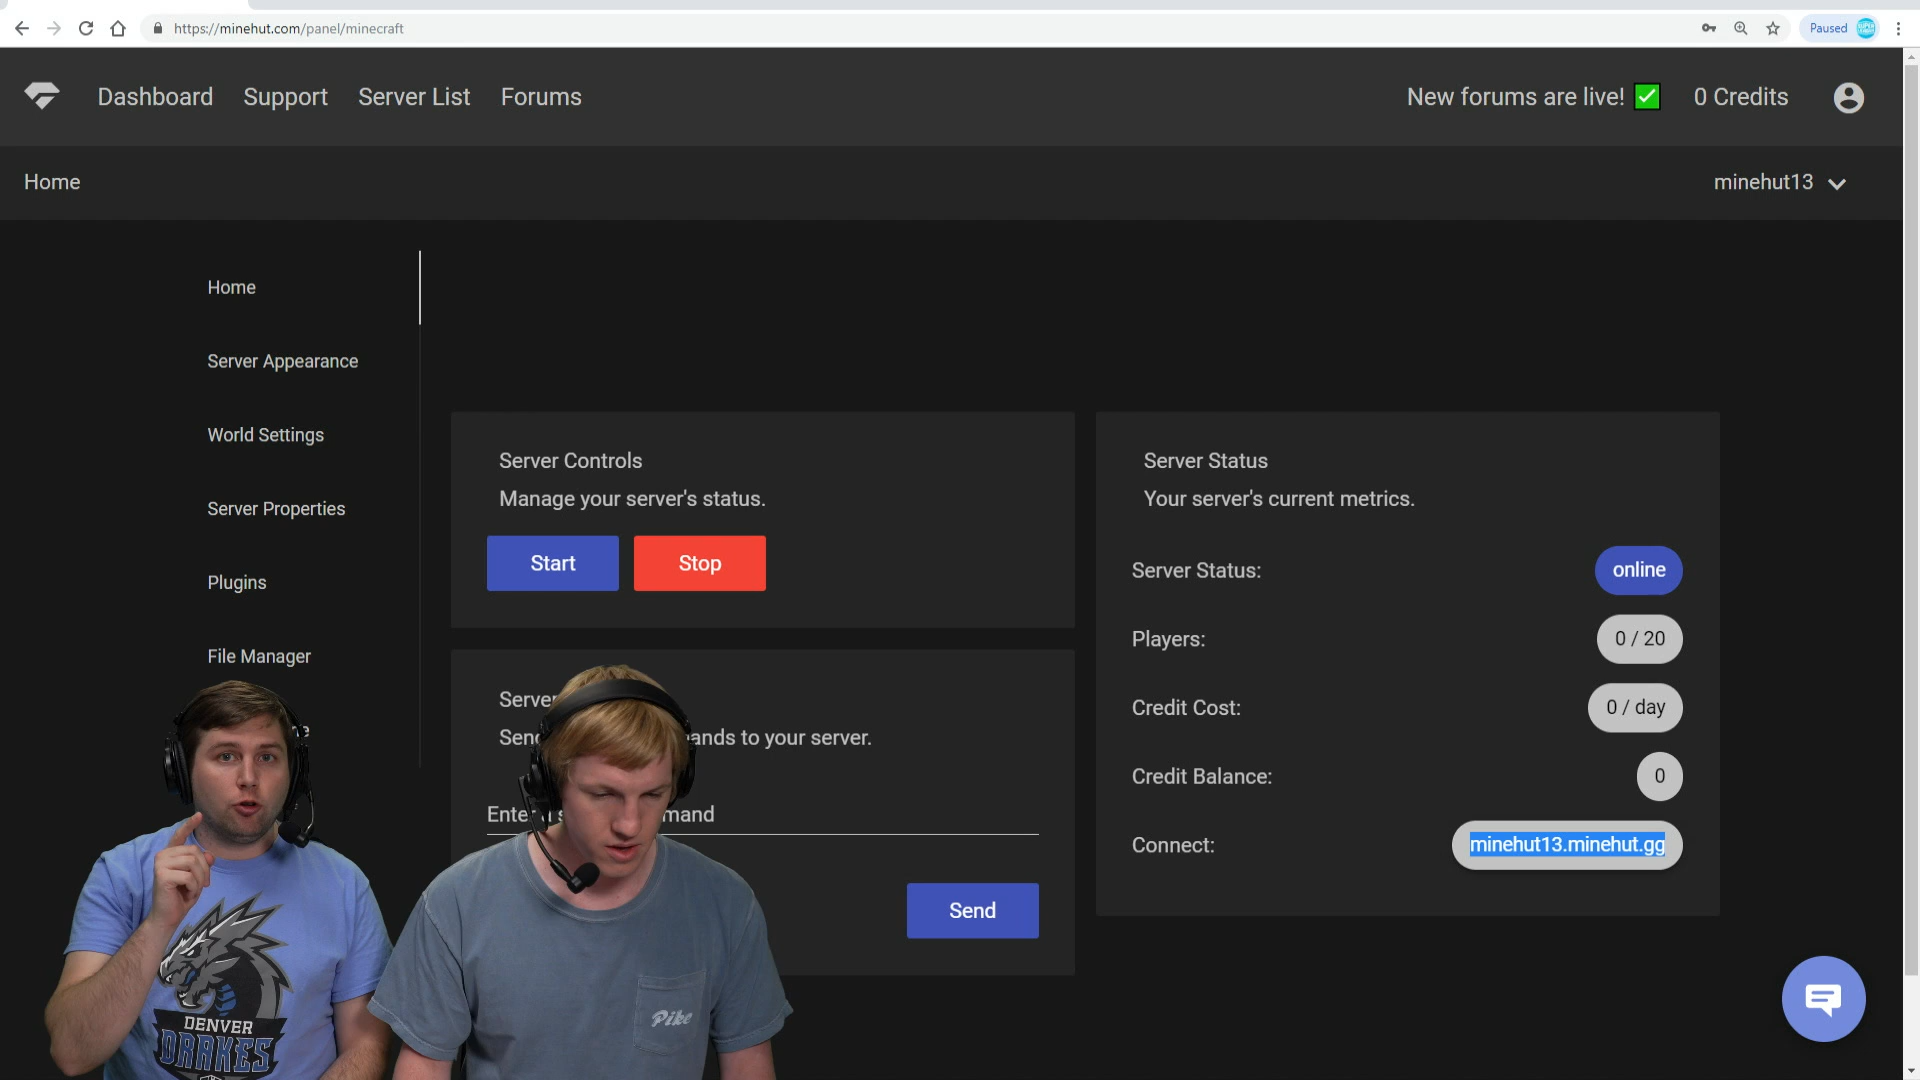 https://minehut.com/panel/minecraft
Paused
Dashboard Support Server List Forums
New forums are live! 0 Credits
Home
minehut13
Home
Server Appearance
World Settings
Server Properties
Plugins
File Manager
Server Controls
Manage your server's status.
Start Stop
Send
ands to your server.
Enter
mand
Send
Server Status
Your server's current metrics.
Server Status: online
Players: 0 / 20
Credit Cost: 0 / day
Credit Balance: 0
Connect: minehut13.minehut.gg
DENVER
DRAKES
Pike